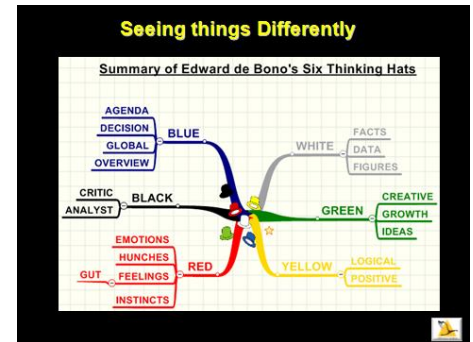 Seeing things Differently
Summary of Edward de Bono's Six Thinking Hats
BLUE
AGENDA
DECISION
GLOBAL
OVERVIEW
WHITE
FACTS
DATA
FIGURES
BLACK
CRITIC
ANALYST
GREEN
CREATIVE
GROWTH
IDEAS
RED
EMOTIONS
HUNCHES
FEELINGS
GUT
INSTINCTS
YELLOW
LOGICAL
POSITIVE